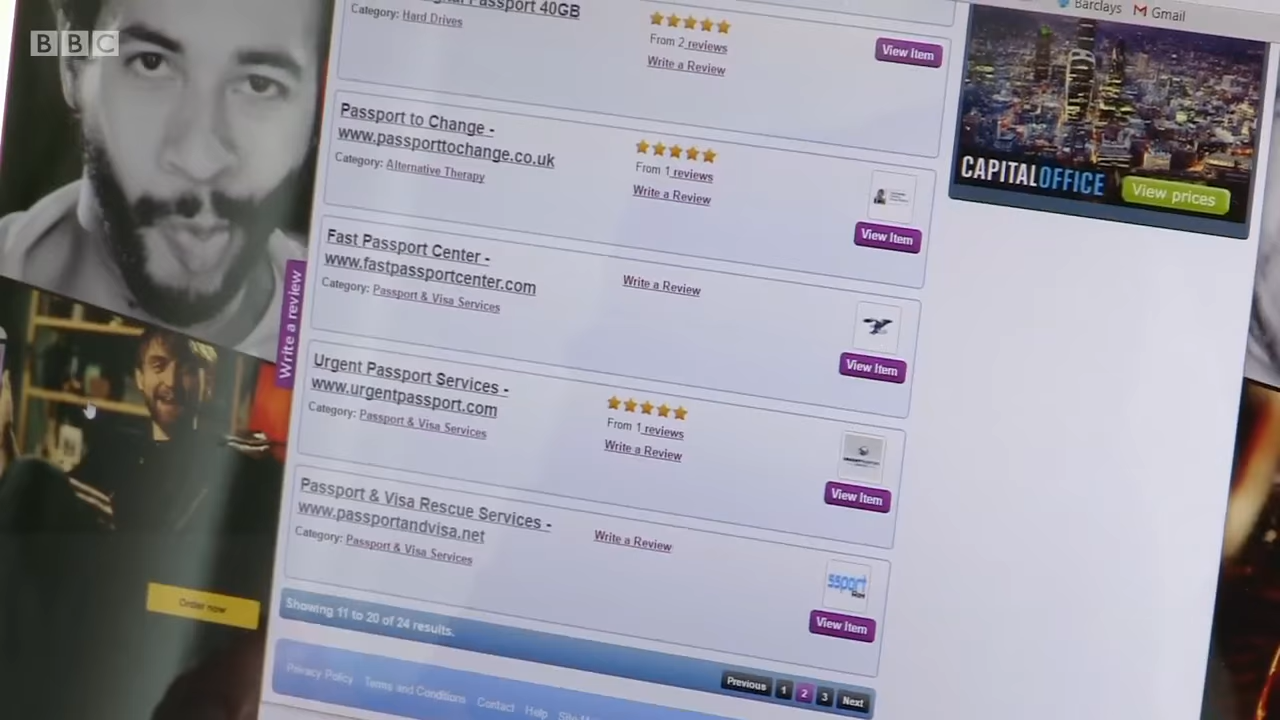 BBC
Barclays
Gmail
Passport 40GB
Category: Hard Drives
From 2 reviews
Write a Review
View Item
Passport to Change -
www.passporttochange.co.uk
Category: Alternative Therapy
From 1 reviews
Write a Review
View Item
Fast Passport Center -
www.fastpassportcenter.com
Category: Passport & Visa Services
Write a Review
View Item
Urgent Passport Services -
www.urgentpassport.com
Category: Passport & Visa Services
From 1 reviews
Write a Review
View Item
Passport & Visa Rescue Services -
www.passportandvisa.net
Category: Passport & Visa Services
Write a Review
ssport
View Item
Showing 11 to 20 of 24 results.
Previous 1 2 3 Next
Privacy Policy Terms and Conditions Contact Help
Write a review
Order now
CAPITALOFFICE
View prices